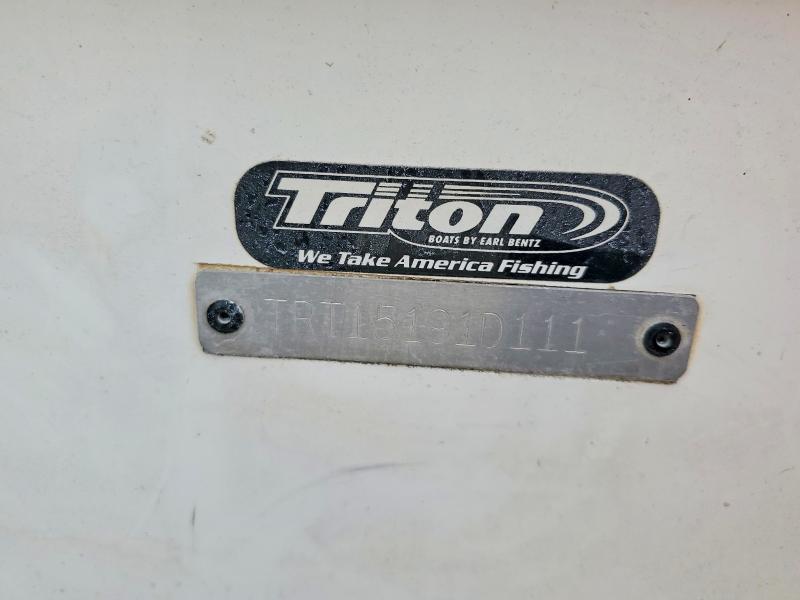 Triton
BOATS BY EARL BENTZ
We Take America Fishing
TRT15191D111